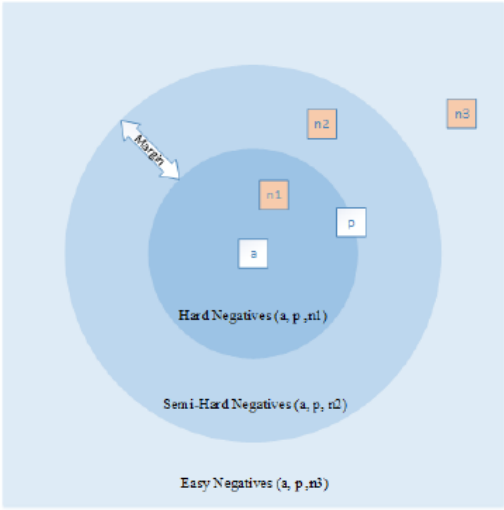 n3
n2
Margin
n1
p
a
Hard Negatives (a, p ,n1)
Semi-Hard Negatives (a, p, n2)
Easy Negatives (a, p ,n3)